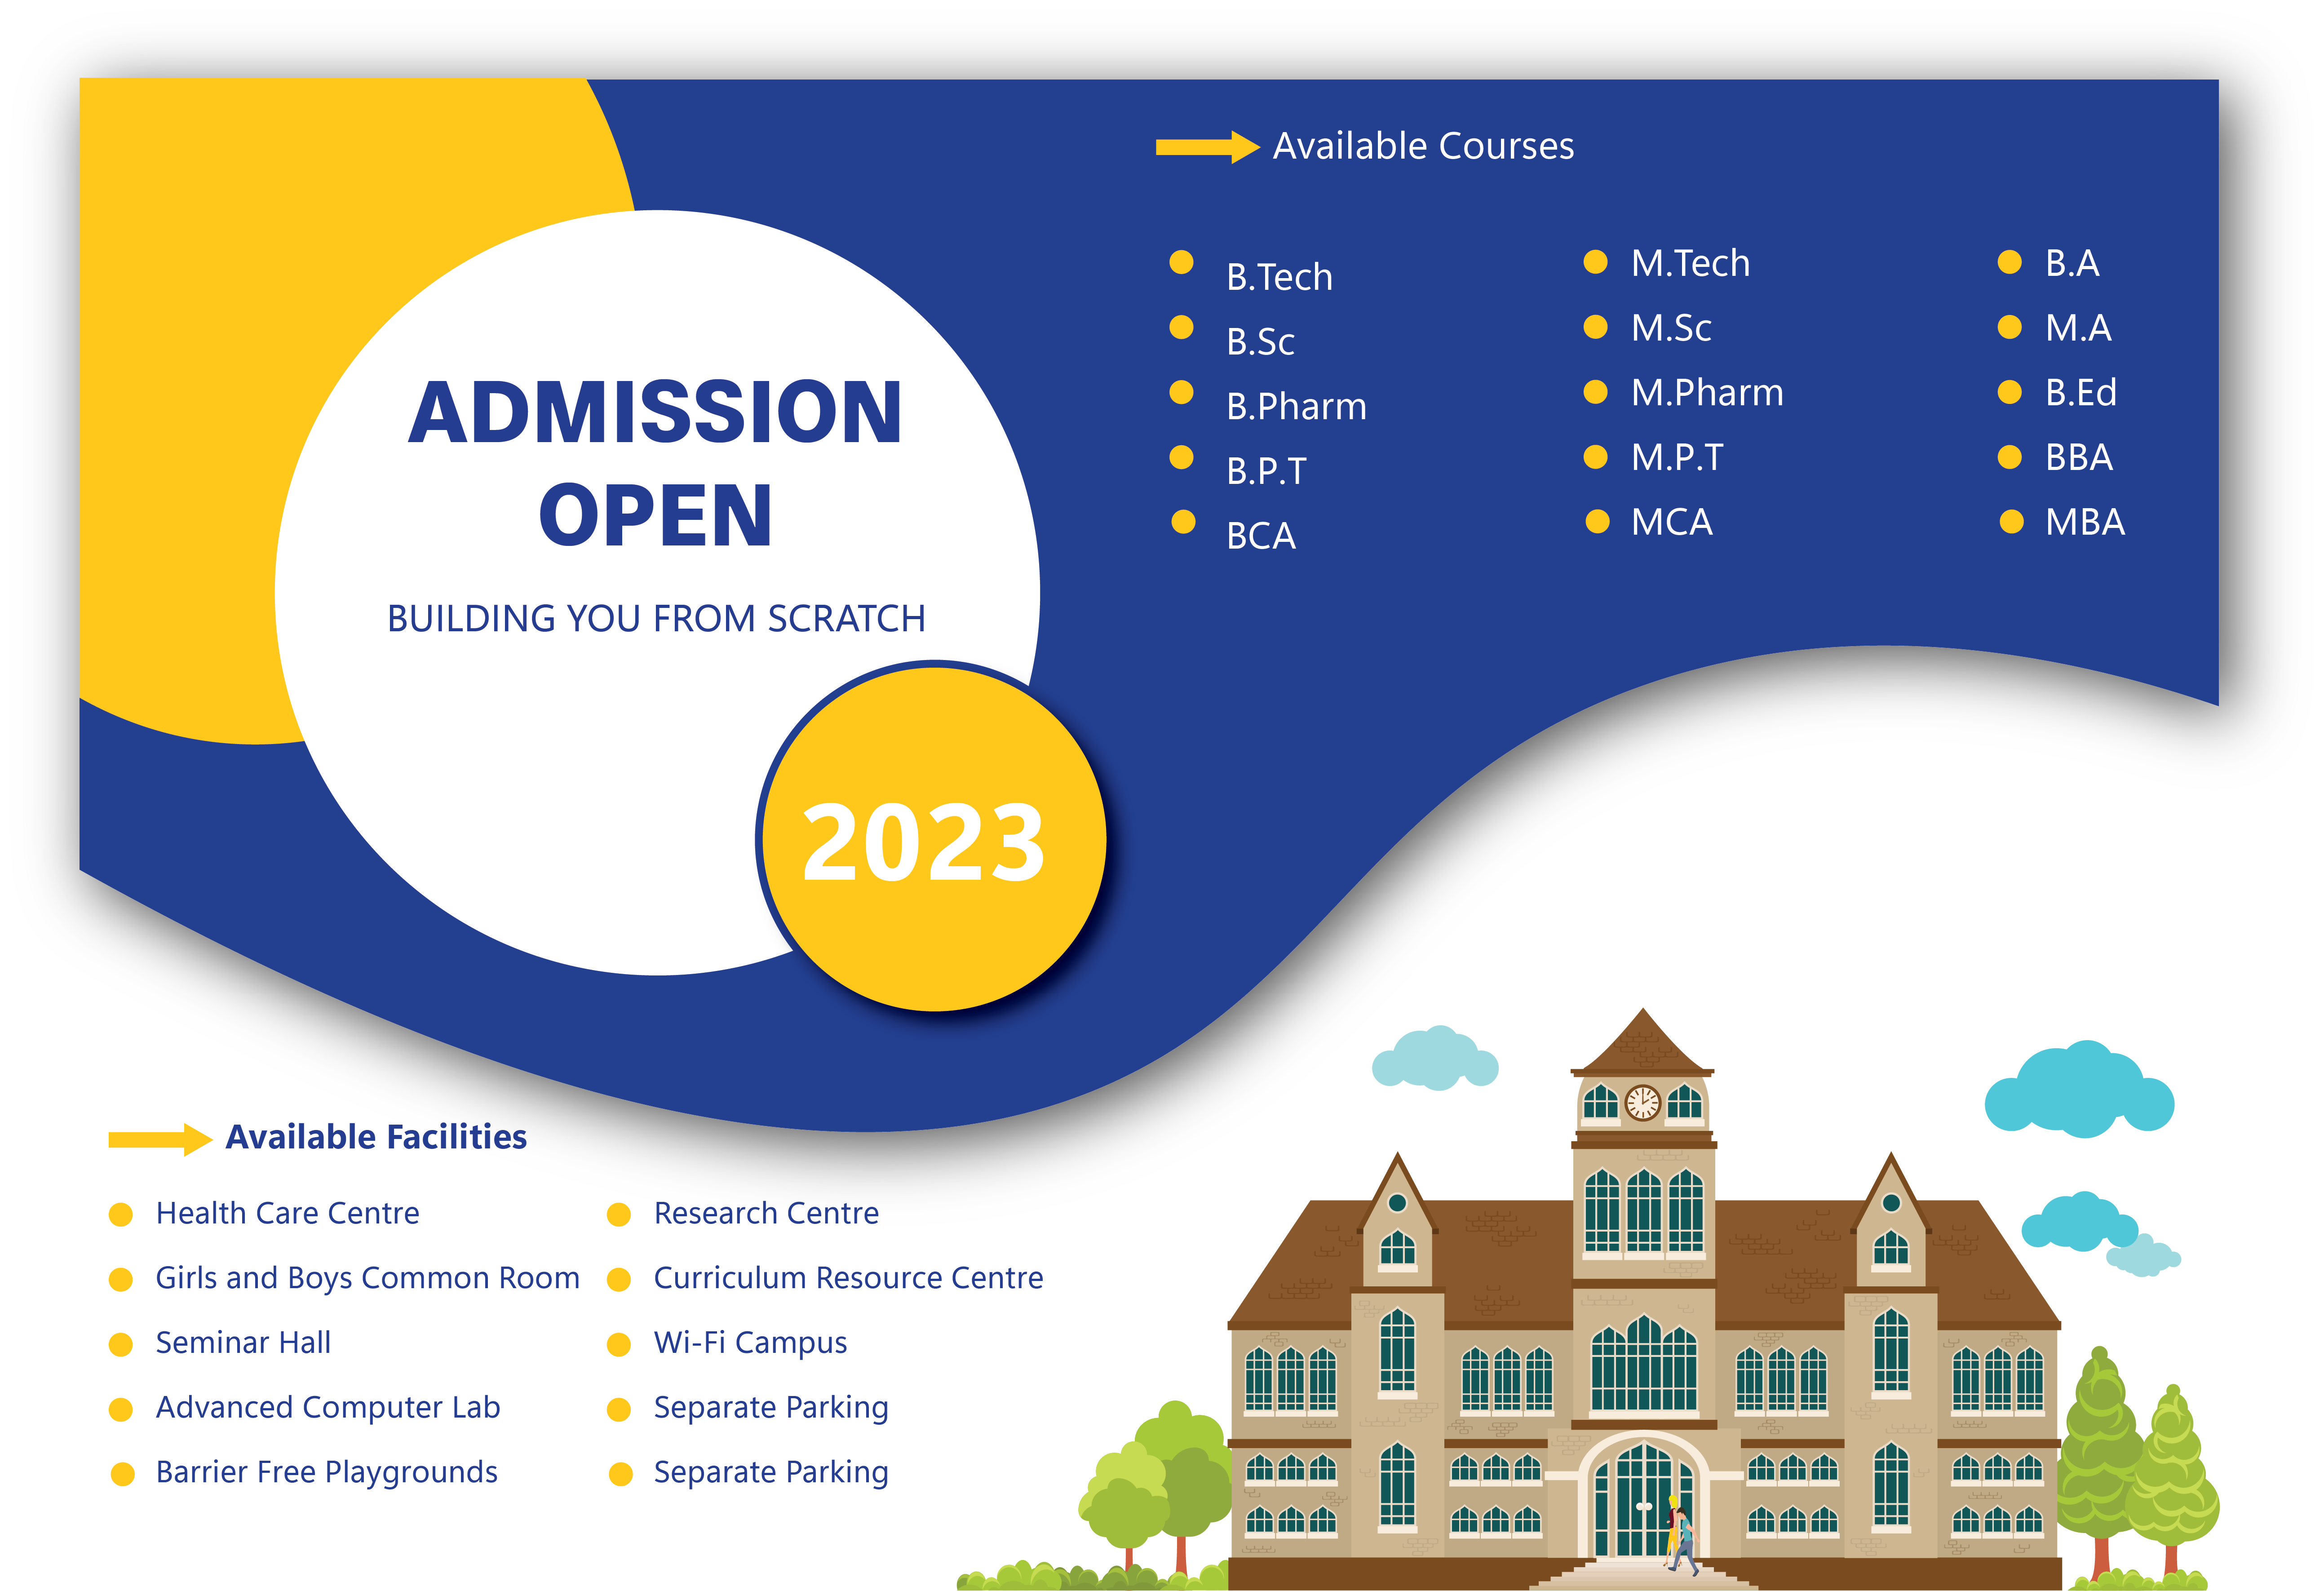 ADMISSION
OPEN
BUILDING YOU FROM SCRATCH
2023
Available Courses
B.Tech
B.Sc
B.Pharm
B.P.T
BCA
M.Tech
M.Sc
M.Pharm
M.P.T
MCA
B.A
M.A
B.Ed
BBA
MBA
Available Facilities
Health Care Centre
Girls and Boys Common Room
Seminar Hall
Advanced Computer Lab
Barrier Free Playgrounds
Research Centre
Curriculum Resource Centre
Wi-Fi Campus
Separate Parking
Separate Parking